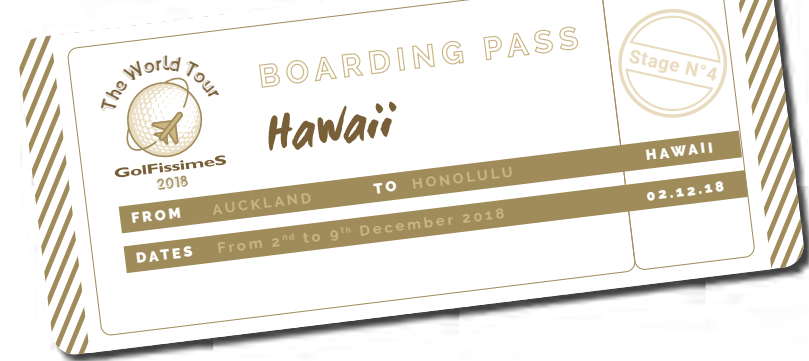 The World Tour
GolFissimeS
2018
BOARDING PASS
Hawaii
Stage N°4
FROM AUCKLAND TO HONOLULU
HAWAII
DATES From 2nd to 9th December 2018
02.12.18